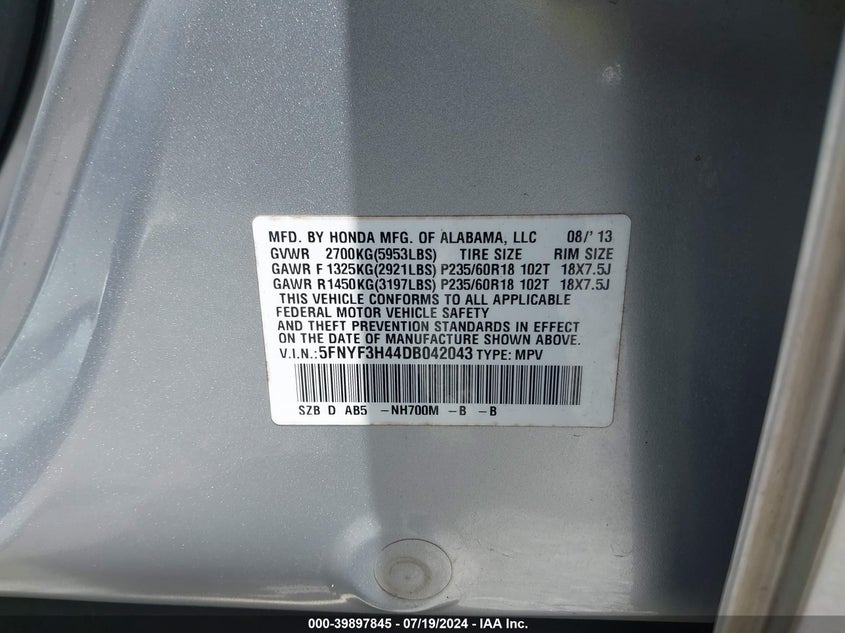 MFD. BY HONDA MFG. OF ALABAMA, LLC 08/' 13
GVWR 2700KG(5953LBS) TIRE SIZE RIM SIZE
GAWR F 1325KG(2921LBS) P235/60R18 102T 18X7.5J
GAWR R1450KG(3197LBS) P235/60R18 102T 18X7.5J
THIS VEHICLE CONFORMS TO ALL APPLICABLE
FEDERAL MOTOR VEHICLE SAFETY
AND THEFT PREVENTION STANDARDS IN EFFECT
ON THE DATE OF MANUFACTURE SHOWN ABOVE.
V.I.N.:5FNYF3H44DB042043 TYPE: MPV
SZB D AB5 -NH700M -B -B
000-39897845 - 07/19/2024 - IAA Inc.